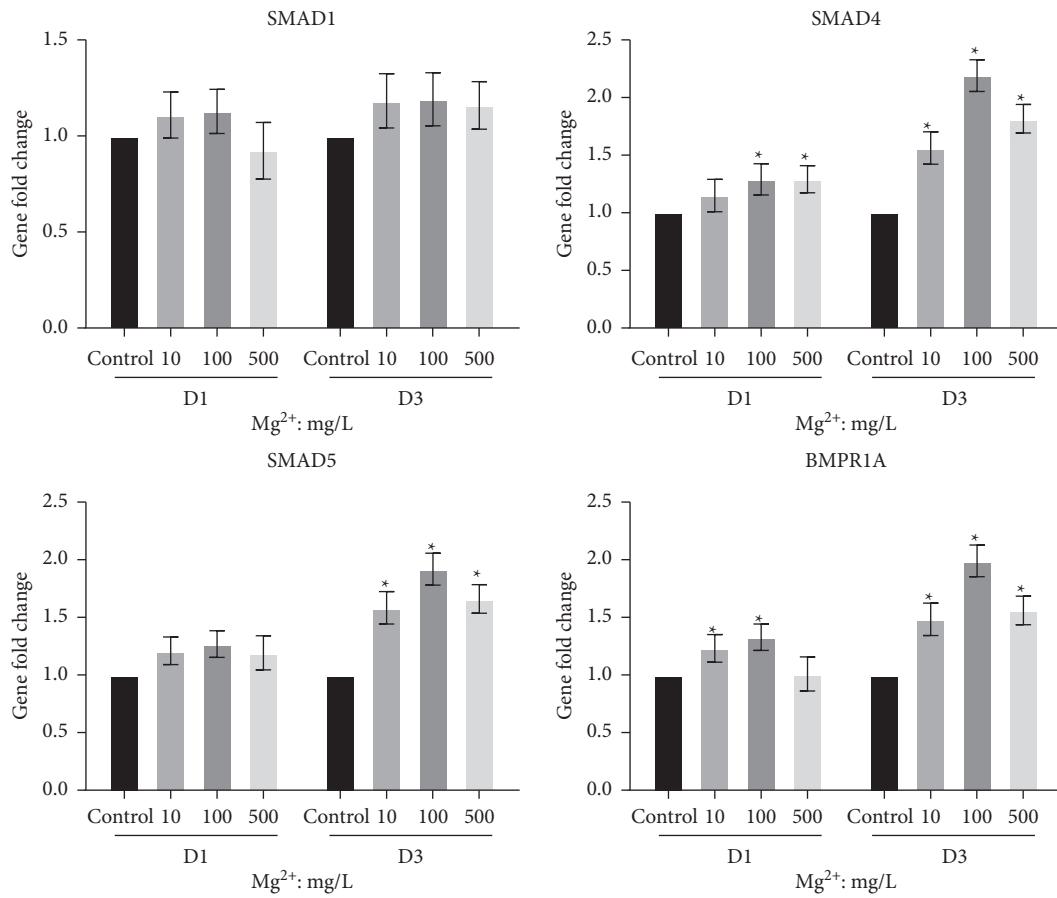 SMAD1
Gene fold change
1.5
1.0
0.5
0.0
Control 10 100 500 Control 10 100 500
D1 D3
Mg²⁺: mg/L
SMAD4
Gene fold change
2.5
2.0
1.5
1.0
0.5
0.0
* * * * *
Control 10 100 500 Control 10 100 500
D1 D3
Mg²⁺: mg/L
SMAD5
Gene fold change
2.5
2.0
1.5
1.0
0.5
0.0
* * *
Control 10 100 500 Control 10 100 500
D1 D3
Mg²⁺: mg/L
BMPR1A
Gene fold change
2.5
2.0
1.5
1.0
0.5
0.0
* * * * *
Control 10 100 500 Control 10 100 500
D1 D3
Mg²⁺: mg/L